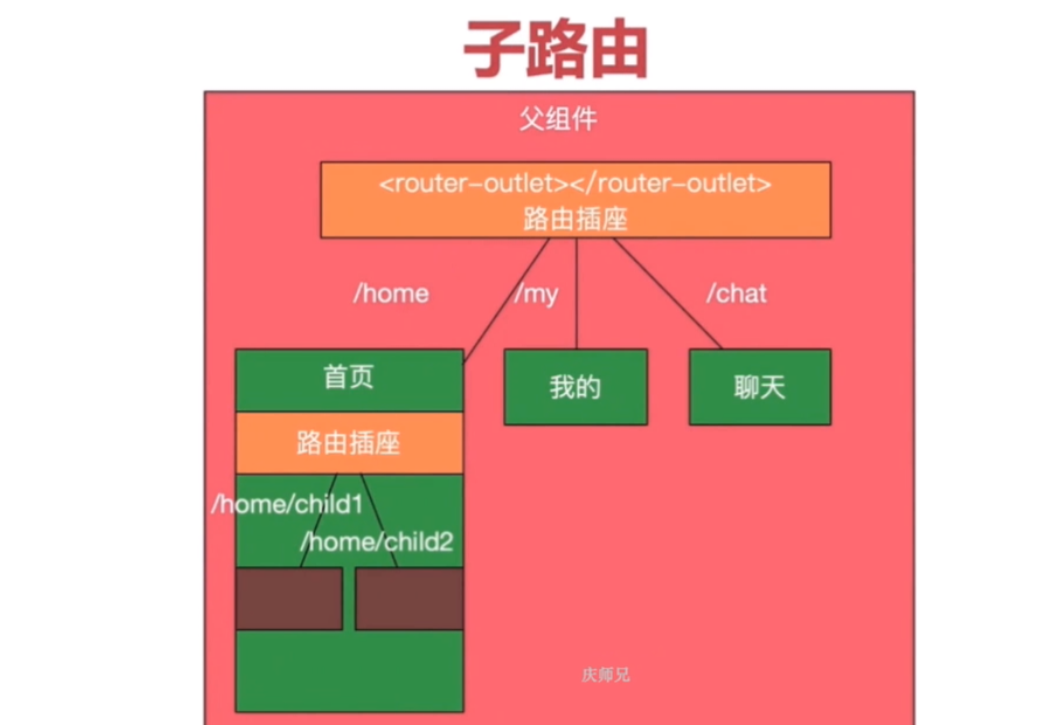 子路由
父组件
<router-outlet></router-outlet>
路由插座
/home
/my
/chat
首页
我的
聊天
路由插座
/home/child1
/home/child2
庆师兄